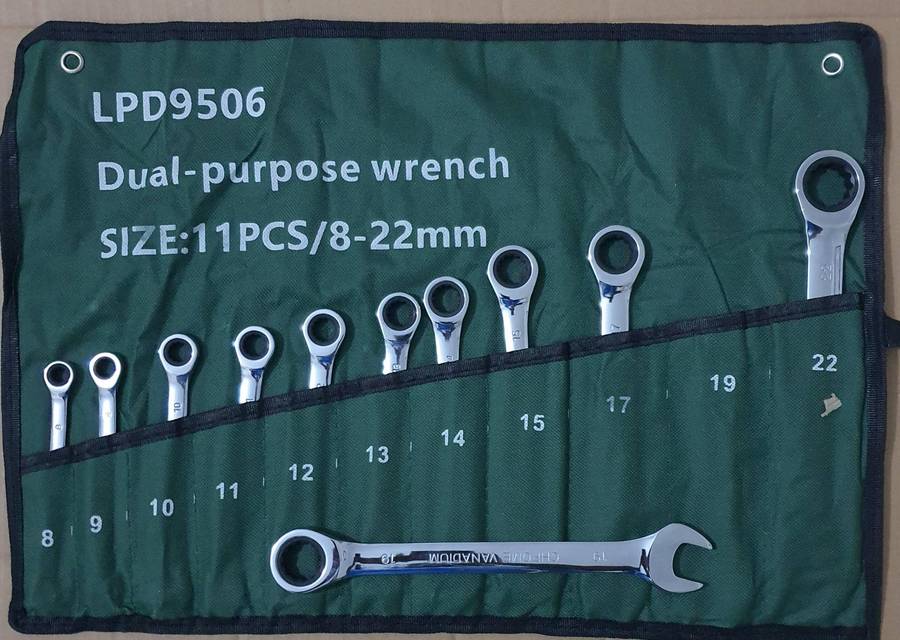 LPD9506
Dual-purpose wrench
SIZE:11PCS/8-22mm
8
9
10
11
12
13
14
15
17
19
22
19 CHROME VANADIUM 19